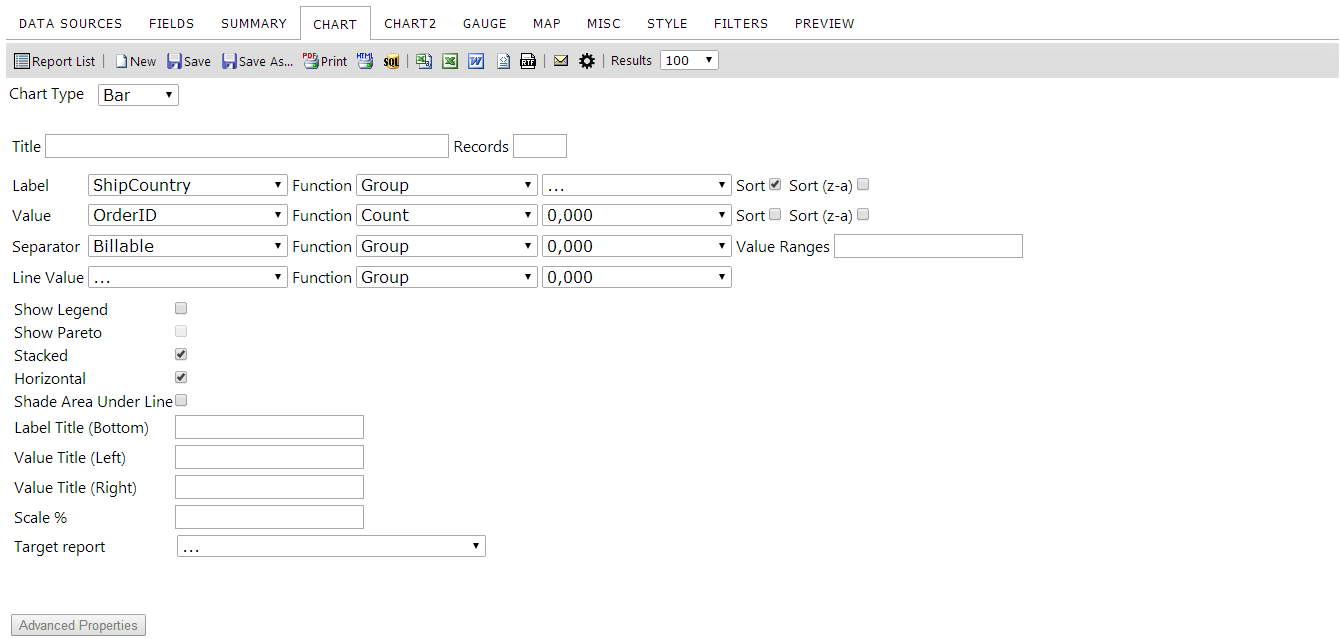 DATA SOURCES FIELDS SUMMARY CHART CHART2 GAUGE MAP MISC STYLE FILTERS PREVIEW
Report List | New Save Save As... PDF Print HTML SQL | RTF | | Results 100
Chart Type Bar
Title Records
Label ShipCountry Function Group ... Sort Sort (z-a)
Value OrderID Function Count 0,000 Sort Sort (z-a)
Separator Billable Function Group 0,000 Value Ranges
Line Value ... Function Group 0,000
Show Legend
Show Pareto
Stacked
Horizontal
Shade Area Under Line
Label Title (Bottom)
Value Title (Left)
Value Title (Right)
Scale %
Target report ...
Advanced Properties